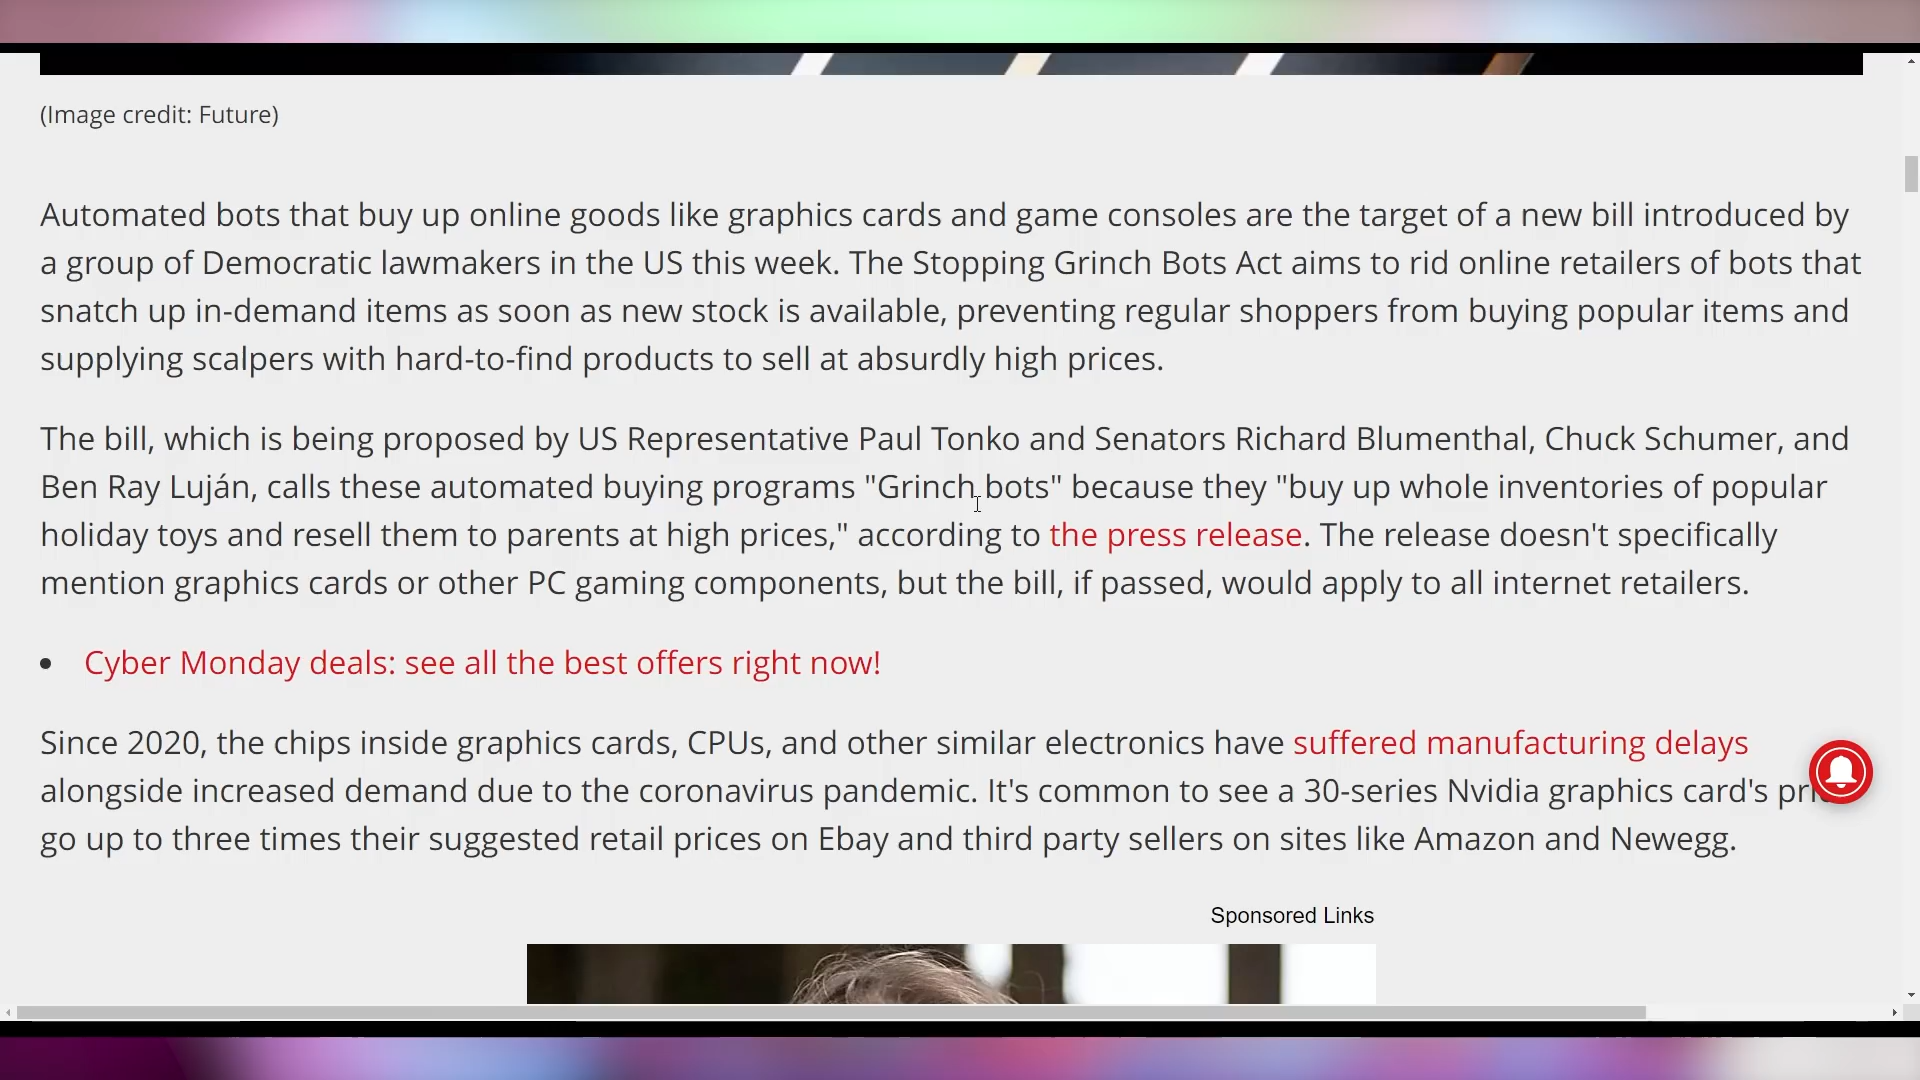 (Image credit: Future)
Automated bots that buy up online goods like graphics cards and game consoles are the target of a new bill introduced by
a group of Democratic lawmakers in the US this week. The Stopping Grinch Bots Act aims to rid online retailers of bots that
snatch up in-demand items as soon as new stock is available, preventing regular shoppers from buying popular items and
supplying scalpers with hard-to-find products to sell at absurdly high prices.
The bill, which is being proposed by US Representative Paul Tonko and Senators Richard Blumenthal, Chuck Schumer, and
Ben Ray Luján, calls these automated buying programs "Grinch bots" because they "buy up whole inventories of popular
holiday toys and resell them to parents at high prices," according to the press release. The release doesn't specifically
mention graphics cards or other PC gaming components, but the bill, if passed, would apply to all internet retailers.
• Cyber Monday deals: see all the best offers right now!
Since 2020, the chips inside graphics cards, CPUs, and other similar electronics have suffered manufacturing delays
alongside increased demand due to the coronavirus pandemic. It's common to see a 30-series Nvidia graphics card's
go up to three times their suggested retail prices on Ebay and third party sellers on sites like Amazon and Newegg.
Sponsored Links